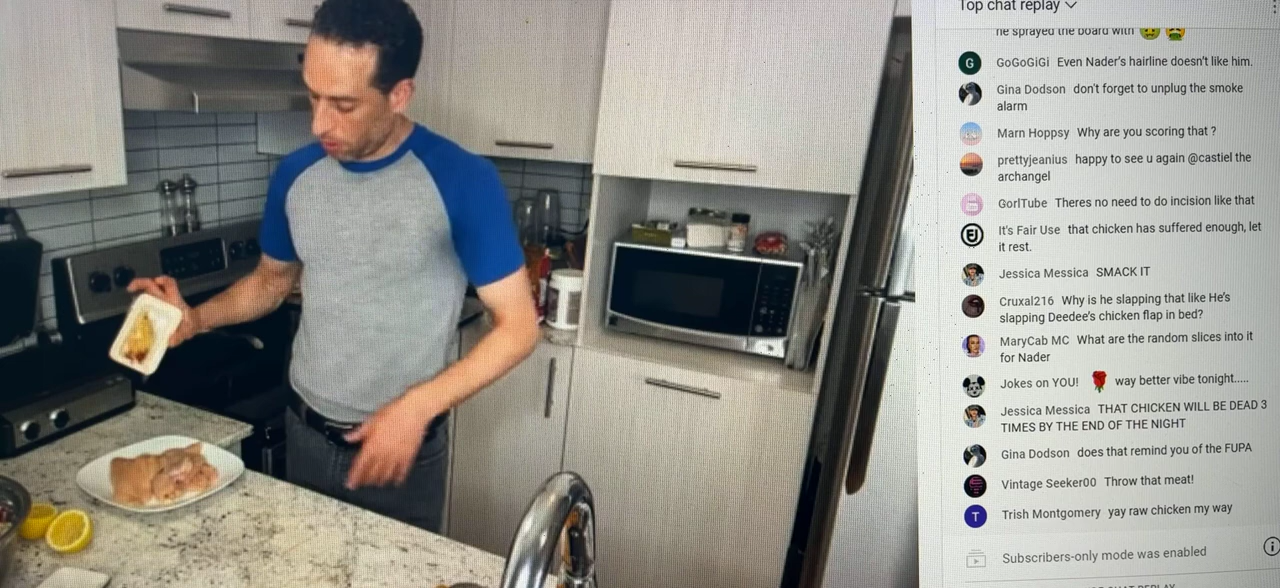 Top chat replay
he sprayed the board with 🤢 🤮
G GoGoGiGi Even Nader's hairline doesn't like him.
Gina Dodson don't forget to unplug the smoke
alarm
Marn Hoppsy Why are you scoring that ?
prettyjeanius happy to see u again @castiel the
archangel
GorlTube Theres no need to do incision like that
FJ It's Fair Use that chicken has suffered enough, let
it rest.
Jessica Messica SMACK IT
Cruxal216 Why is he slapping that like He's
slapping Deedee's chicken flap in bed?
MaryCab MC What are the random slices into it
for Nader
Jokes on YOU! 🌹 way better vibe tonight.....
Jessica Messica THAT CHICKEN WILL BE DEAD 3
TIMES BY THE END OF THE NIGHT
Gina Dodson does that remind you of the FUPA
Vintage Seeker00 Throw that meat!
T Trish Montgomery yay raw chicken my way
Subscribers-only mode was enabled
CHAT REPLAY